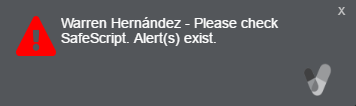 x
Warren Hernández - Please check
SafeScript. Alert(s) exist.